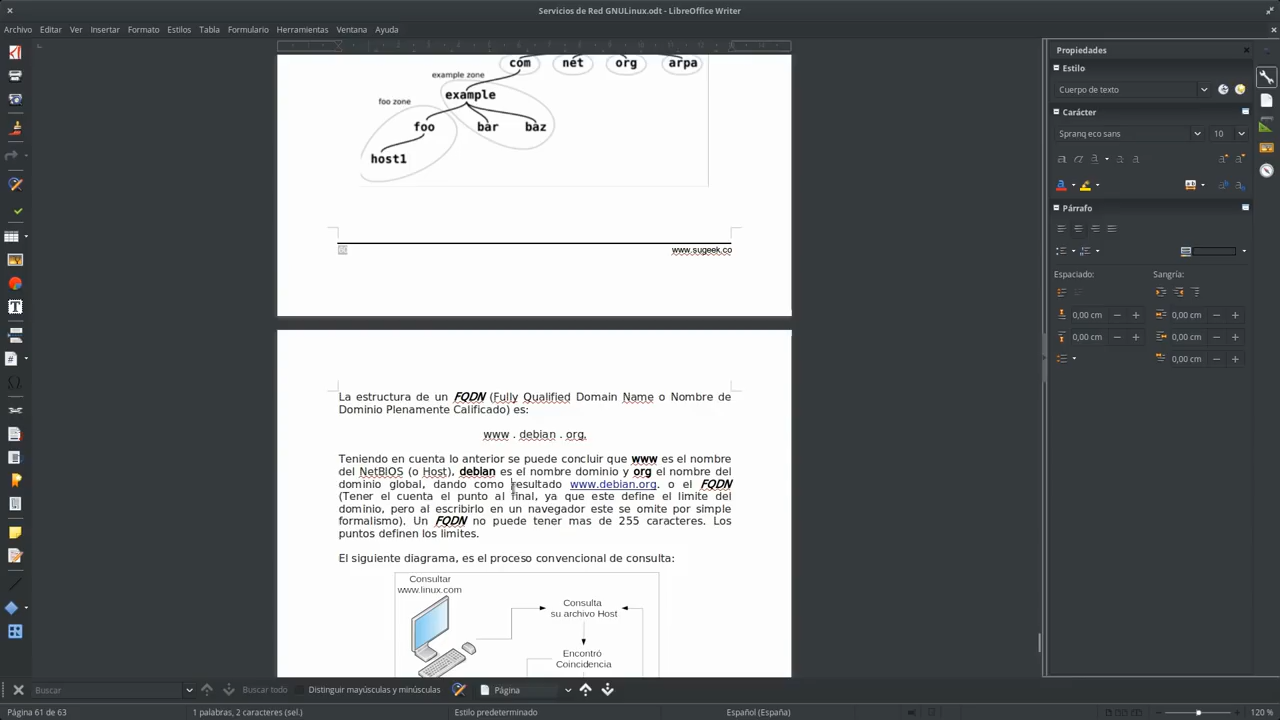 Servicios de Red GNULinux.odt - LibreOffice Writer
Archivo Editar Ver Insertar Formato Estilos Tabla Formulario Herramientas Ventana Ayuda
com net org arpa
example zone
example
foo zone
foo bar baz
host1
www.sugeek.co
La estructura de un FQDN (Fully Qualified Domain Name o Nombre de
Dominio Plenamente Calificado) es:
www . debian . org.
Teniendo en cuenta lo anterior se puede concluir que www es el nombre
del NetBIOS (o Host), debian es el nombre dominio y org el nombre del
dominio global, dando como resultado www.debian.org. o el FQDN
(Tener el cuenta el punto al final, ya que este define el limite del
dominio, pero al escribirlo en un navegador este se omite por simple
formalismo). Un FQDN no puede tener mas de 255 caracteres. Los
puntos definen los limites.
El siguiente diagrama, es el proceso convencional de consulta:
Consultar
www.linux.com
Consulta
su archivo Host
Encontró
Coincidencia
Propiedades
Estilo
Cuerpo de texto
Carácter
Spranq eco sans 10
Párrafo
Espaciado: Sangría:
0,00 cm 0,00 cm
0,00 cm 0,00 cm
0,00 cm
Buscar Buscar todo Distinguir mayúsculas y minúsculas Página
Página 61 de 63 1 palabras, 2 caracteres (sel.) Estilo predeterminado Español (España) 120 %